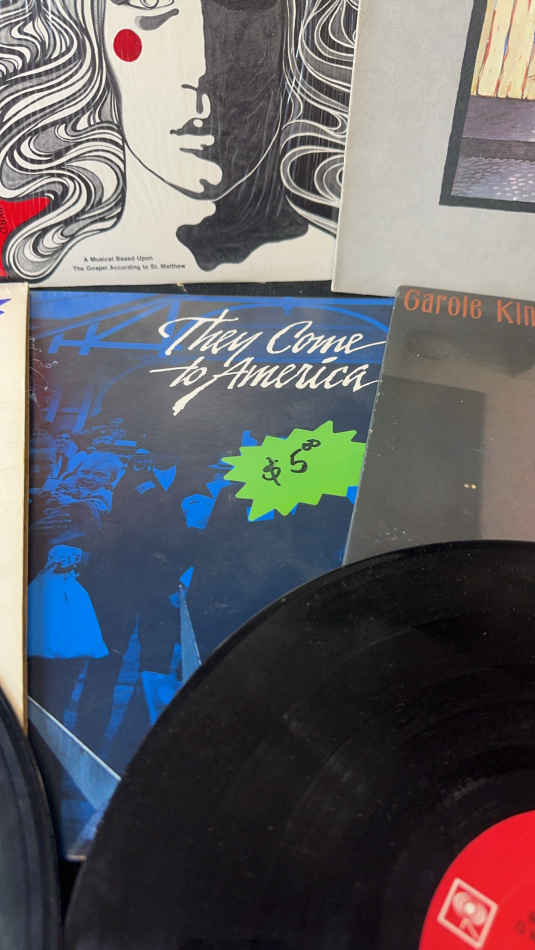 A Musical Based Upon
The Gospel According to St. Matthew
Carole Kin
They Come
to America
$5⁰⁰